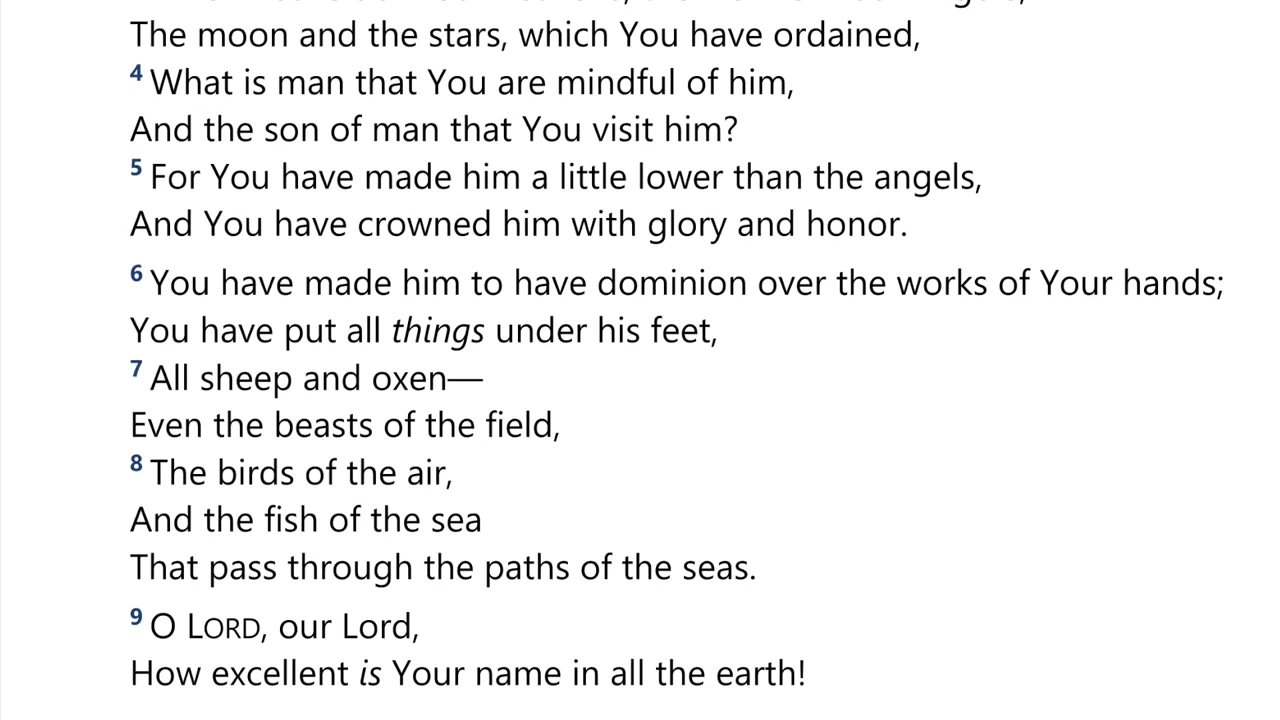 The moon and the stars, which You have ordained,
4 What is man that You are mindful of him,
And the son of man that You visit him?
5 For You have made him a little lower than the angels,
And You have crowned him with glory and honor.
6 You have made him to have dominion over the works of Your hands;
You have put all things under his feet,
7 All sheep and oxen—
Even the beasts of the field,
8 The birds of the air,
And the fish of the sea
That pass through the paths of the seas.
9 O LORD, our Lord,
How excellent is Your name in all the earth!